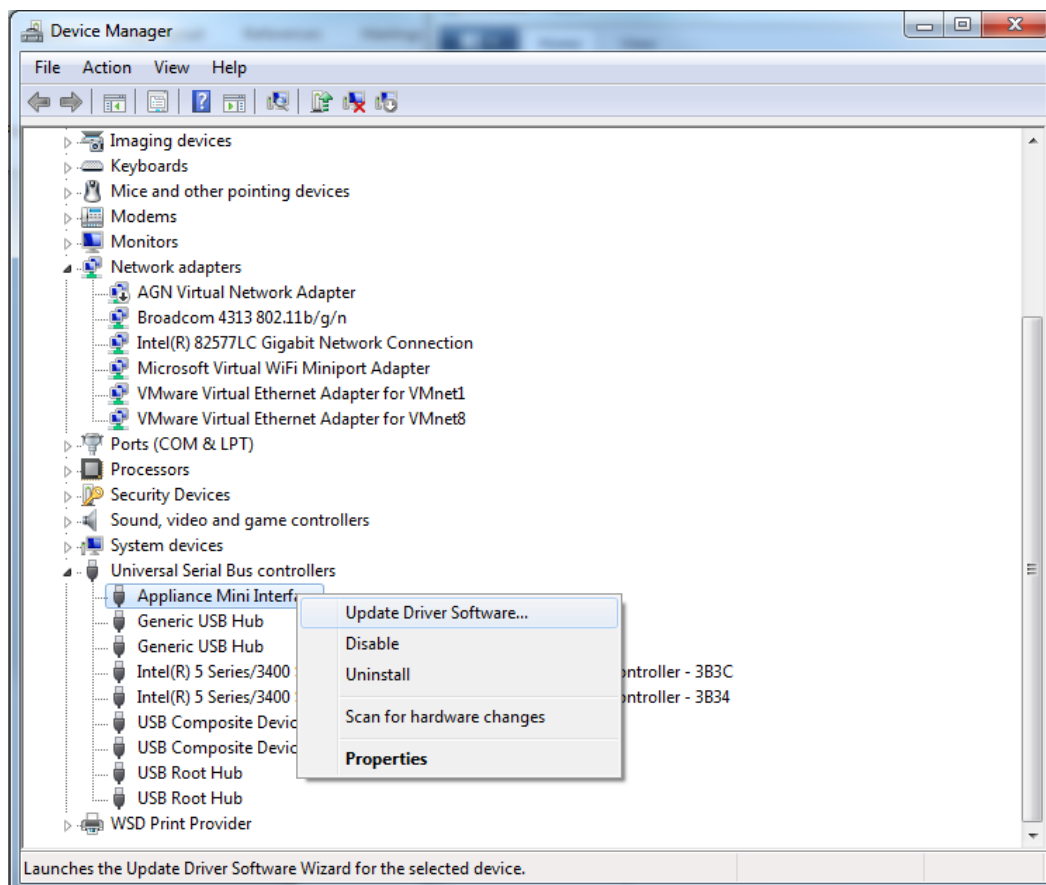 Device Manager
File Action View Help
Imaging devices
Keyboards
Mice and other pointing devices
Modems
Monitors
Network adapters
AGN Virtual Network Adapter
Broadcom 4313 802.11b/g/n
Intel(R) 82577LC Gigabit Network Connection
Microsoft Virtual WiFi Miniport Adapter
VMware Virtual Ethernet Adapter for VMnet1
VMware Virtual Ethernet Adapter for VMnet8
Ports (COM & LPT)
Processors
Security Devices
Sound, video and game controllers
System devices
Universal Serial Bus controllers
Appliance Mini Interfa
Generic USB Hub
Generic USB Hub
Intel(R) 5 Series/3400 ntroller - 3B3C
Intel(R) 5 Series/3400 ntroller - 3B34
USB Composite Devic
USB Composite Devic
USB Root Hub
USB Root Hub
WSD Print Provider
Update Driver Software...
Disable
Uninstall
Scan for hardware changes
Properties
Launches the Update Driver Software Wizard for the selected device.